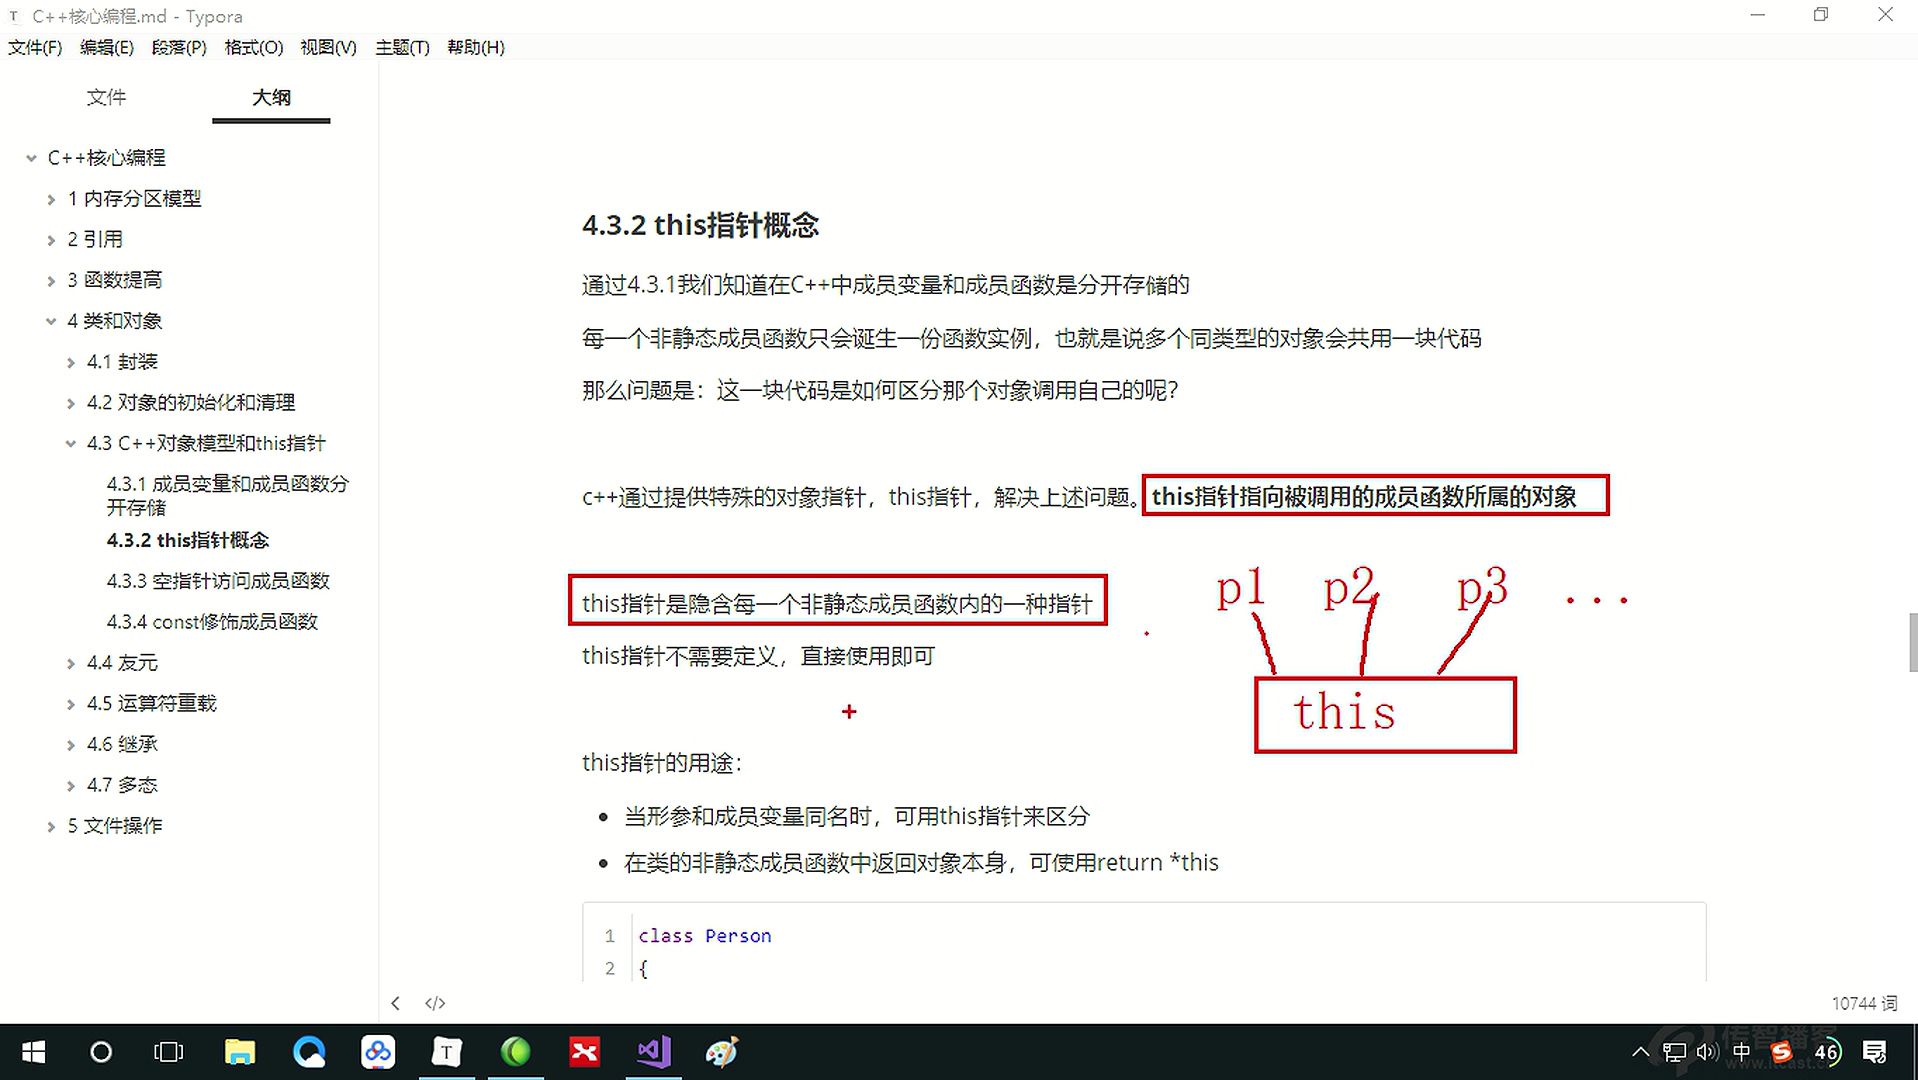 C++核心编程.md - Typora
文件(F) 编辑(E) 段落(P) 格式(O) 视图(V) 主题(T) 帮助(H)
文件 大纲
C++核心编程
1 内存分区模型
2 引用
3 函数提高
4 类和对象
4.1 封装
4.2 对象的初始化和清理
4.3 C++对象模型和this指针
4.3.1 成员变量和成员函数分
开存储
4.3.2 this指针概念
4.3.3 空指针访问成员函数
4.3.4 const修饰成员函数
4.4 友元
4.5 运算符重载
4.6 继承
4.7 多态
5 文件操作
4.3.2 this指针概念
通过4.3.1我们知道在C++中成员变量和成员函数是分开存储的
每一个非静态成员函数只会诞生一份函数实例，也就是说多个同类型的对象会共用一块代码
那么问题是：这一块代码是如何区分那个对象调用自己的呢？
c++通过提供特殊的对象指针，this指针，解决上述问题。this指针指向被调用的成员函数所属的对象
this指针是隐含每一个非静态成员函数内的一种指针
this指针不需要定义，直接使用即可
p1 p2 p3 ...
this
this指针的用途：
当形参和成员变量同名时，可用this指针来区分
在类的非静态成员函数中返回对象本身，可使用return *this
1 class Person
2 {
10744 词
中 46
传智播客
www.itcast.c